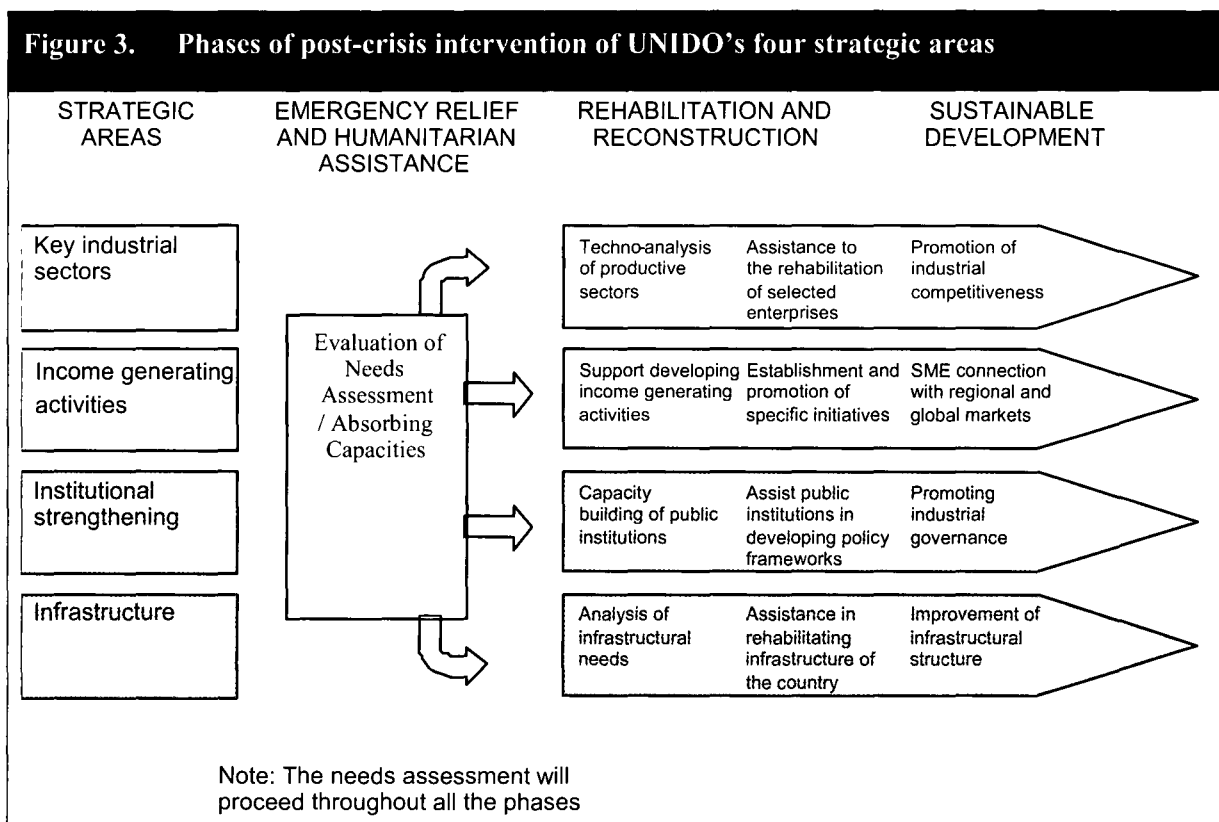 Figure 3. Phases of post-crisis intervention of UNIDO's four strategic areas
STRATEGIC
AREAS
EMERGENCY RELIEF
AND HUMANITARIAN
ASSISTANCE
REHABILITATION AND
RECONSTRUCTION
SUSTAINABLE
DEVELOPMENT
Key industrial
sectors
Income generating
activities
Institutional
strengthening
Infrastructure
Evaluation of
Needs
Assessment
/ Absorbing
Capacities
Techno-analysis
of productive
sectors
Assistance to
the rehabilitation
of selected
enterprises
Promotion of
industrial
competitiveness
Support developing
income generating
activities
Establishment and
promotion of
specific initiatives
SME connection
with regional and
global markets
Capacity
building of public
institutions
Assist public
institutions in
developing policy
frameworks
Promoting
industrial
governance
Analysis of
infrastructural
needs
Assistance in
rehabilitating
infrastructure of
the country
Improvement of
infrastructural
structure
Note: The needs assessment will
proceed throughout all the phases